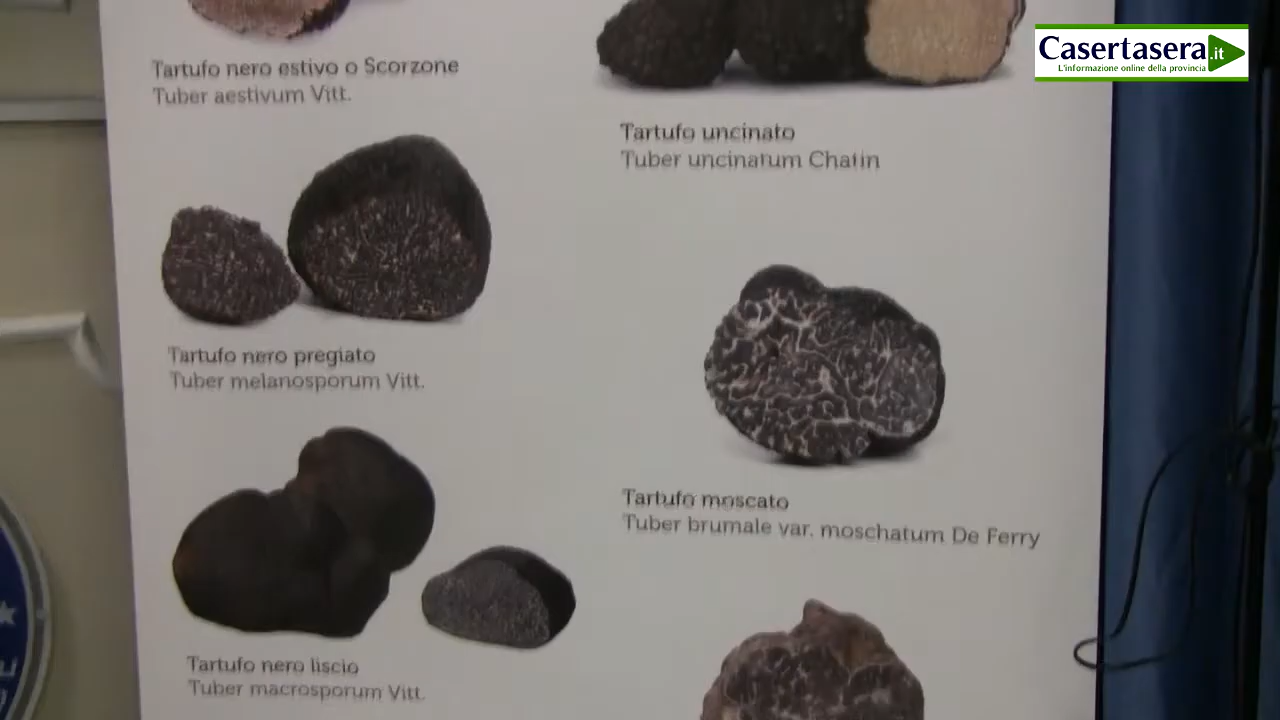 Tartufo nero estivo o Scorzone
Tuber aestivum Vitt.
Tartufo uncinato
Tuber uncinatum Chatin
Tartufo nero pregiato
Tuber melanosporum Vitt.
Tartufo moscato
Tuber brumale var. moschatum De Ferry
Tartufo nero liscio
Tuber macrosporum Vitt.
Casertasera.it
L'informazione online della provincia